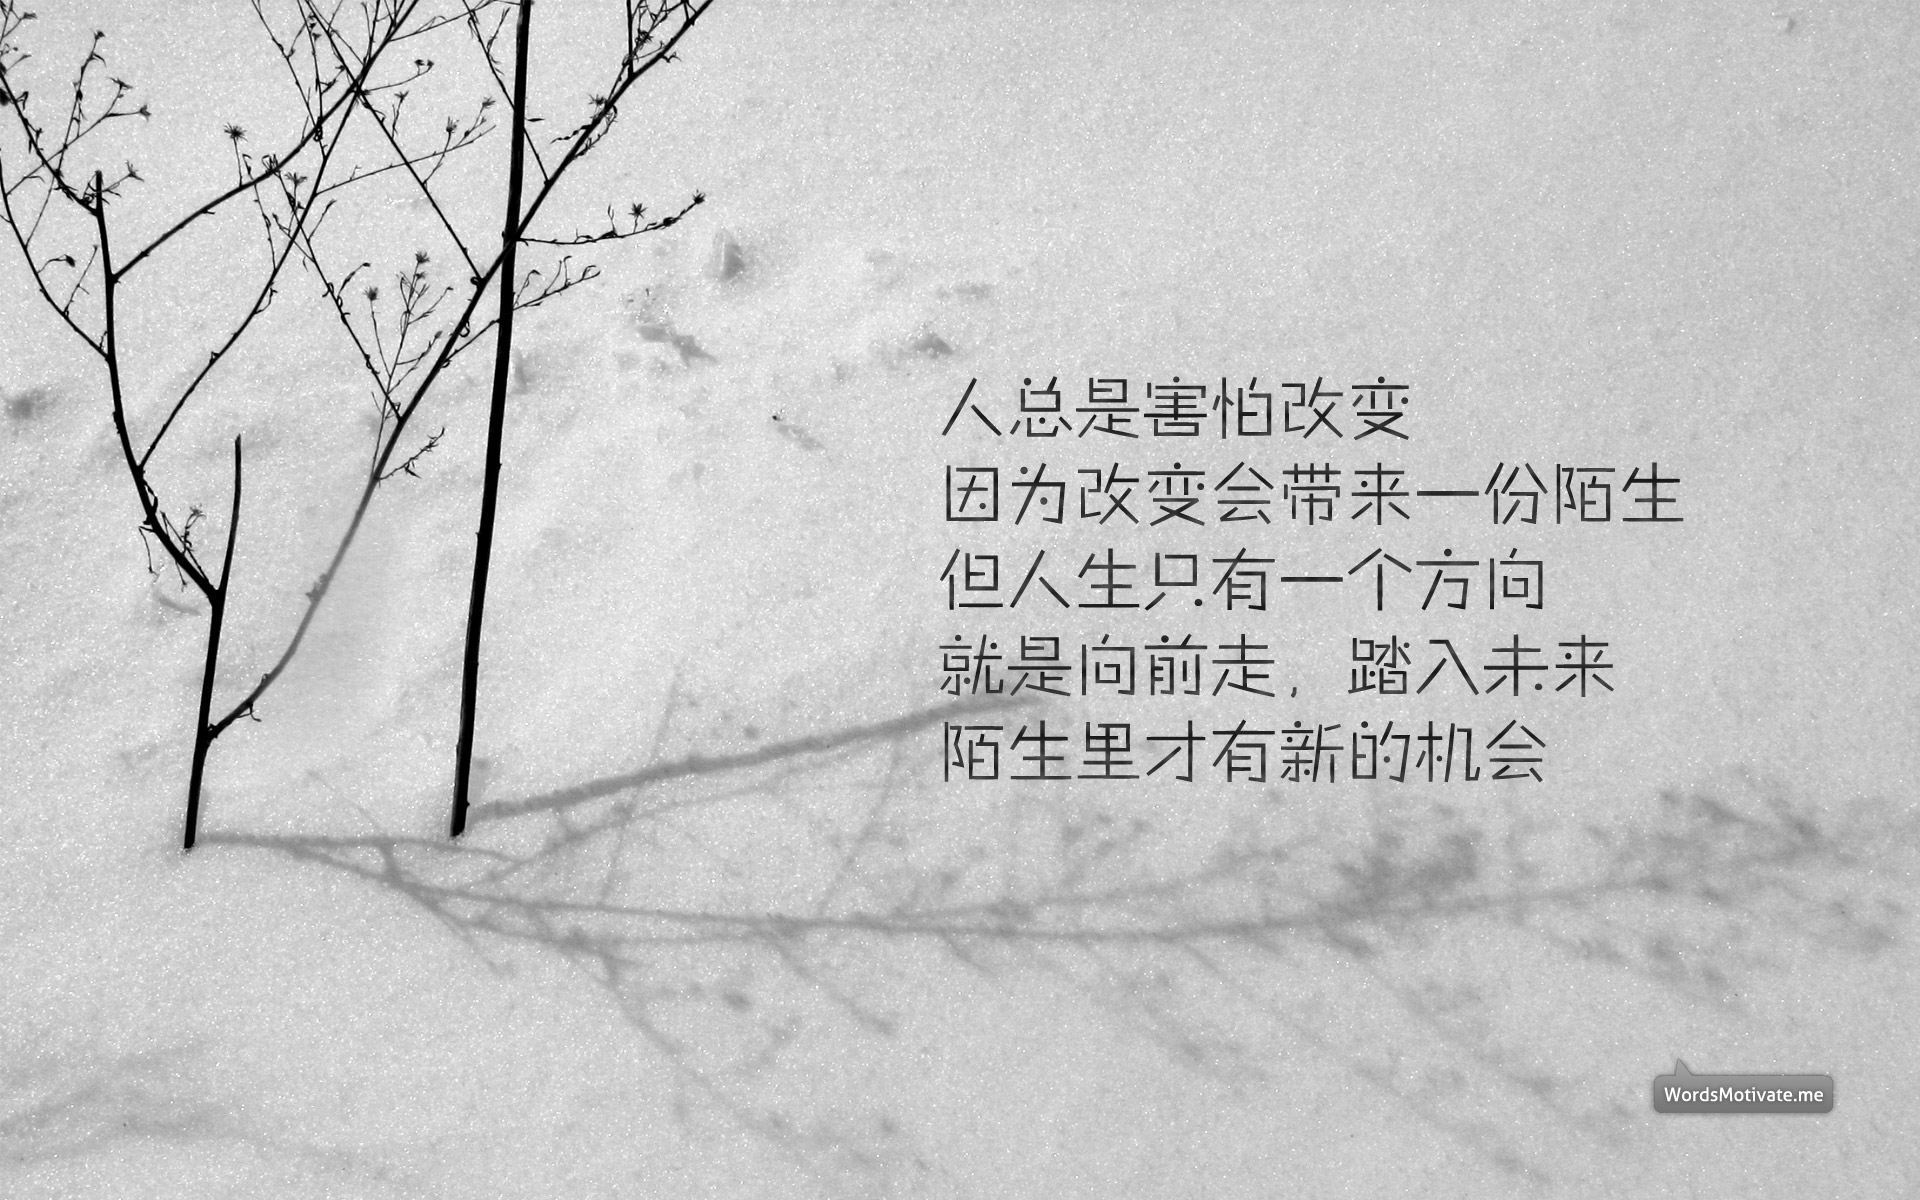 人总是害怕改变
因为改变会带来一份陌生
但人生只有一个方向
就是向前走，踏入未来
陌生里才有新的机会
WordsMotivate.me